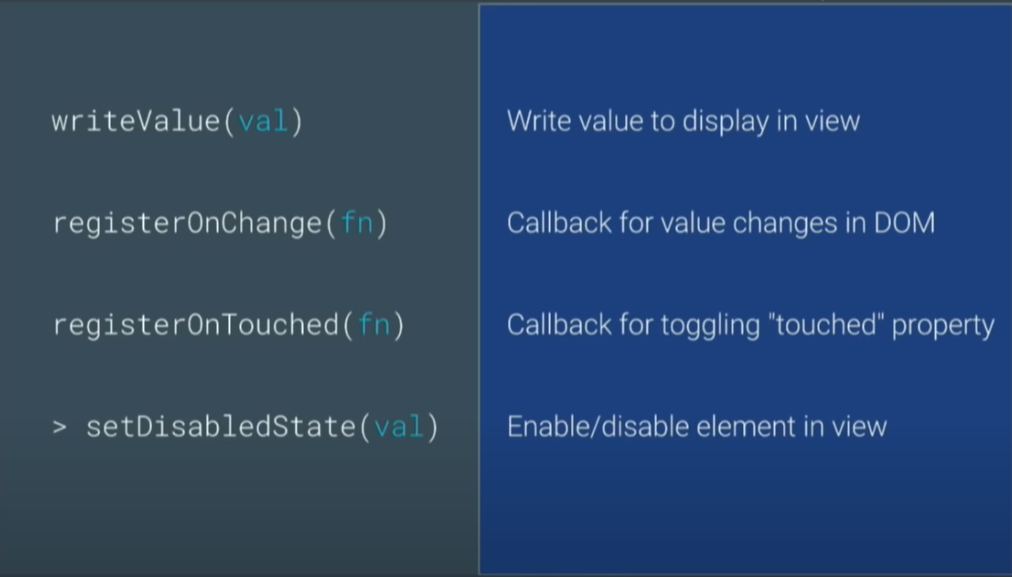 writeValue(val) Write value to display in view
registerOnChange(fn) Callback for value changes in DOM
registerOnTouched(fn) Callback for toggling "touched" property
> setDisabledState(val) Enable/disable element in view